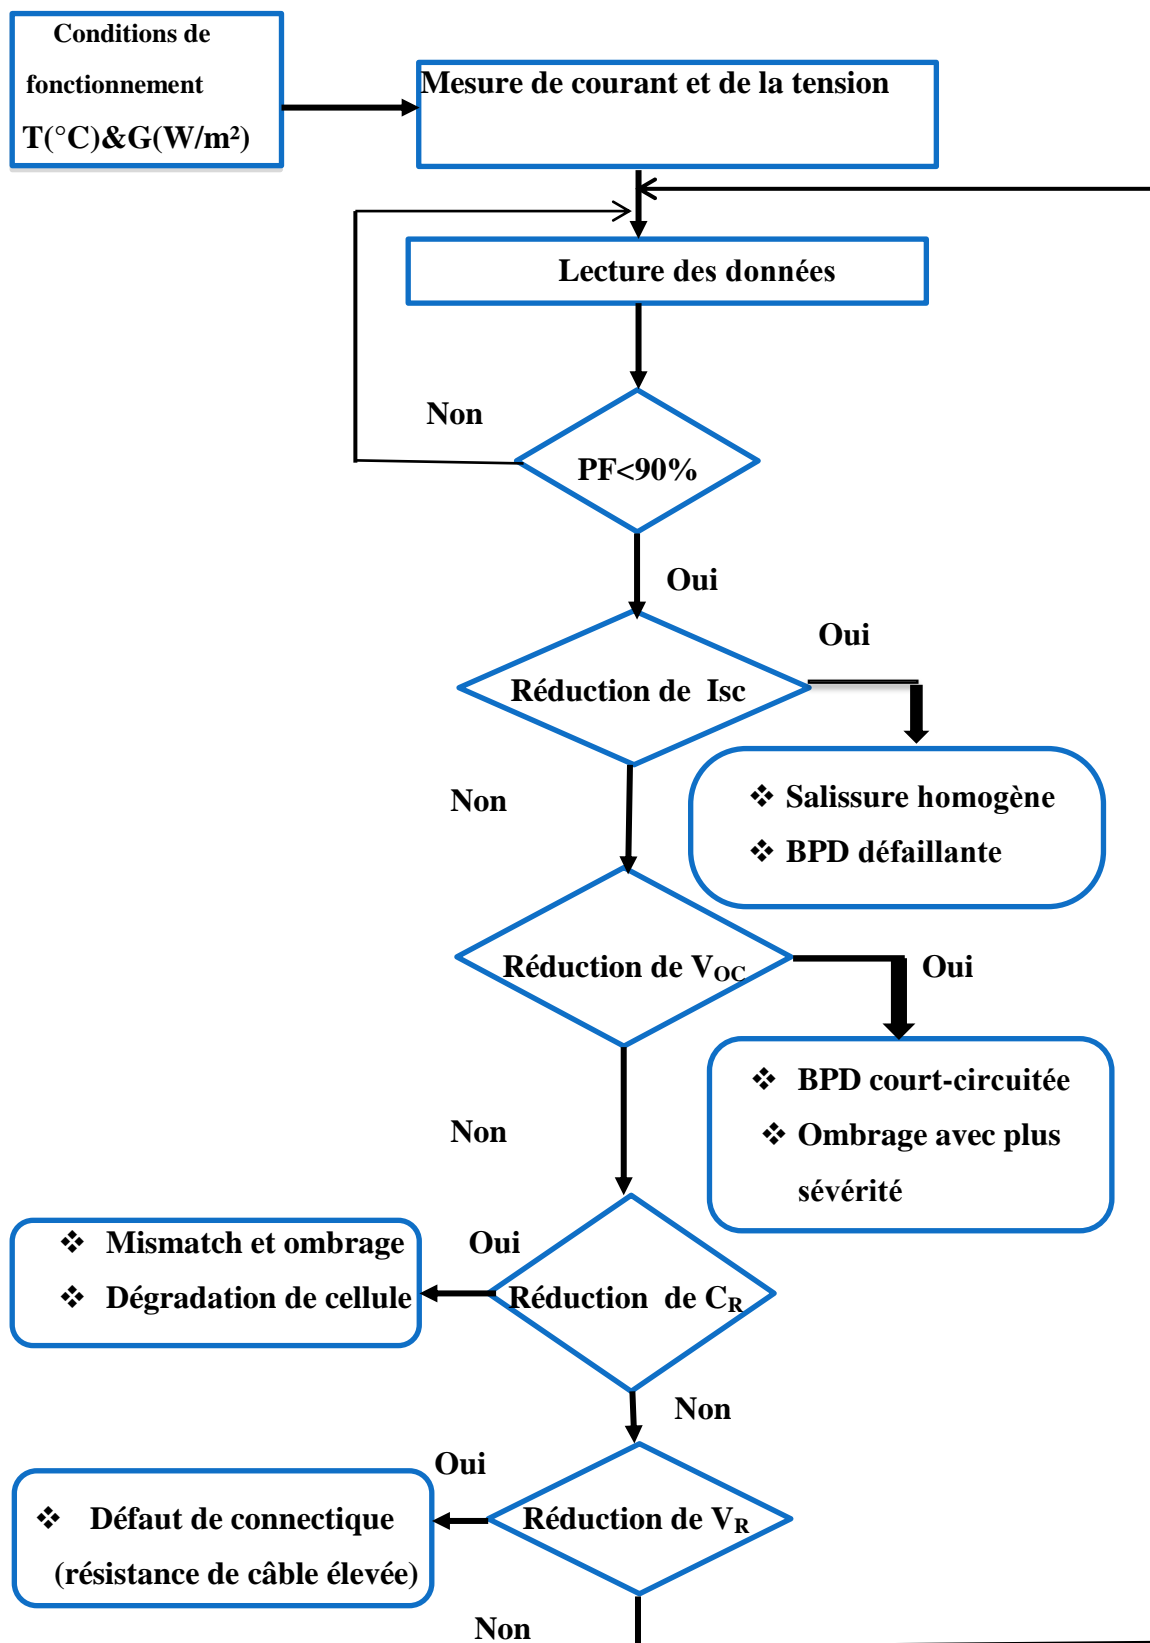 Conditions de
fonctionnement
T(°C)&G(W/m²)
Mesure de courant et de la tension
Lecture des données
Non
PF<90%
Oui
Oui
Réduction de Isc
Non
❖ Salissure homogène
❖ BPD défaillante
Réduction de VOC
Oui
❖ BPD court-circuitée
❖ Ombrage avec plus
sévérité
Non
❖ Mismatch et ombrage
❖ Dégradation de cellule
Oui
Réduction de CR
Non
Oui
❖ Défaut de connectique
(résistance de câble élevée)
Réduction de VR
Non